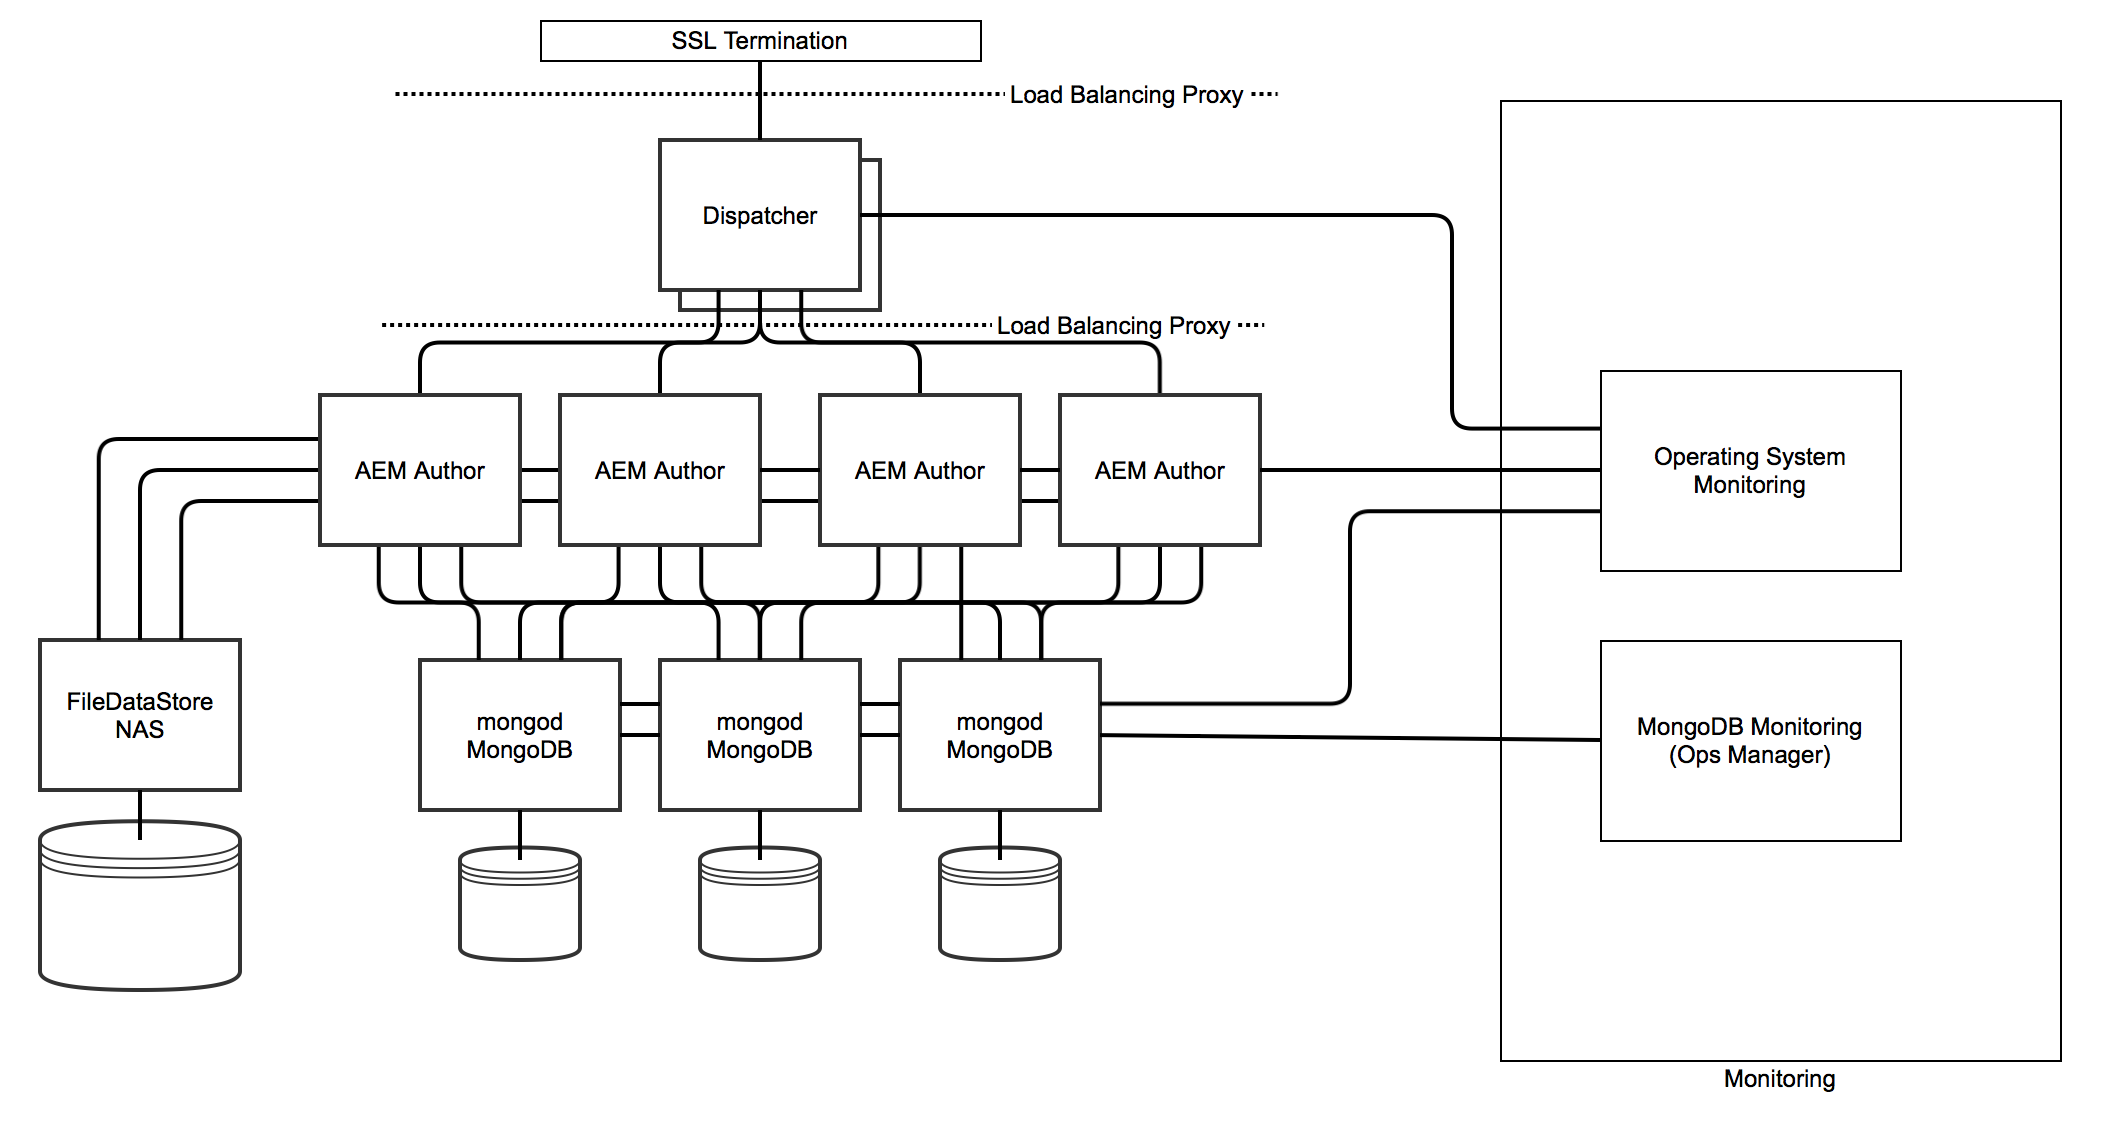 SSL Termination
Load Balancing Proxy
Dispatcher
Load Balancing Proxy
AEM Author
AEM Author
AEM Author
AEM Author
Operating System
Monitoring
FileDataStore
NAS
mongod
MongoDB
mongod
MongoDB
mongod
MongoDB
MongoDB Monitoring
(Ops Manager)
Monitoring